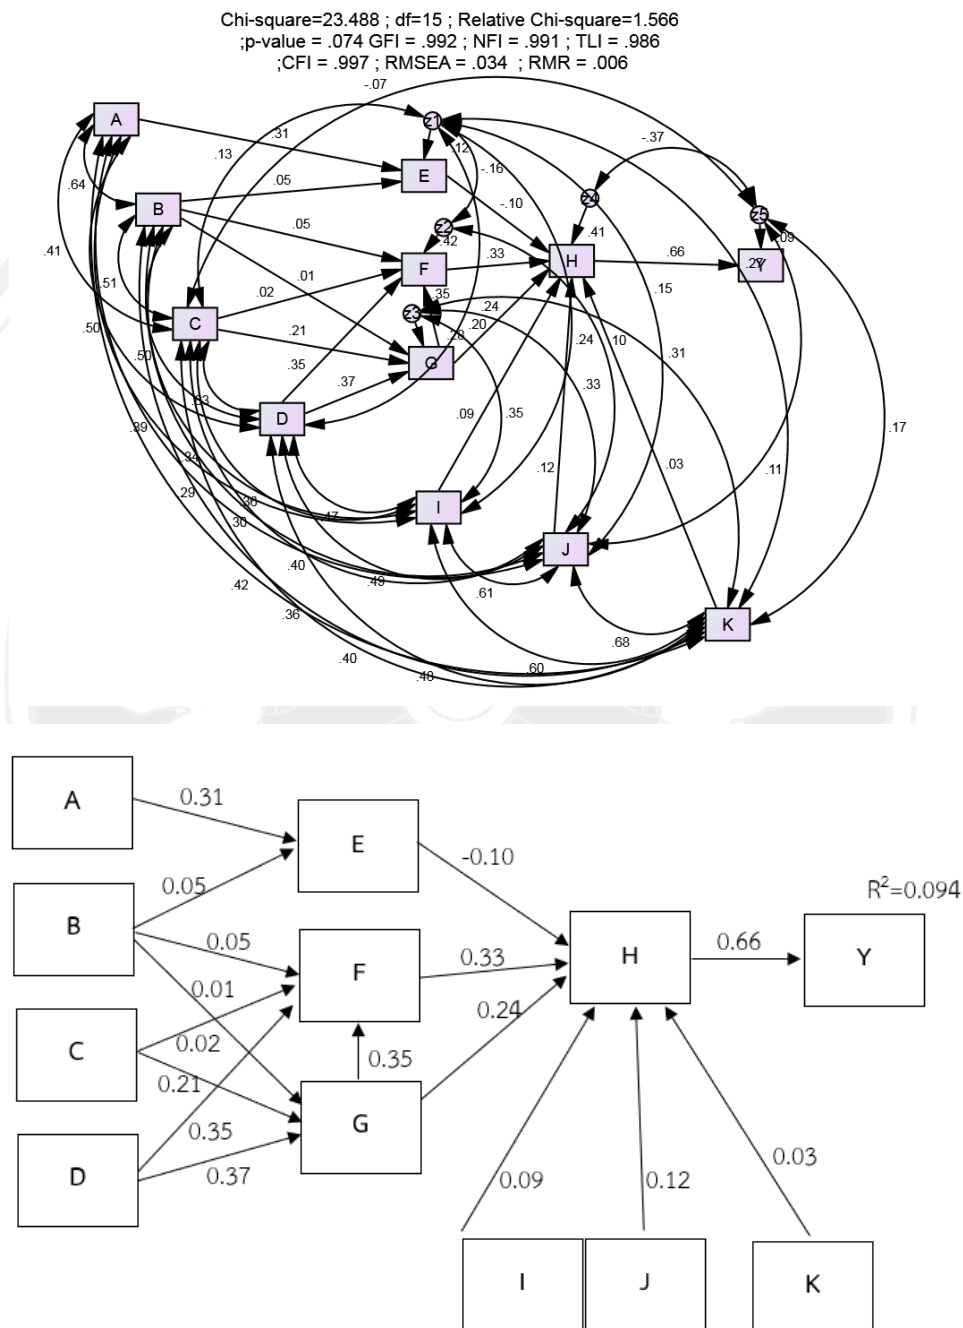 Chi-square=23.488 ; df=15 ; Relative Chi-square=1.566
;p-value = .074 GFI = .992 ; NFI = .991 ; TLI = .986
;CFI = .997 ; RMSEA = .034 ; RMR = .006
-.07
A
z1
.31
.12
-.37
.13
-.16
E
.64
.05
-.10
z4
B
z5
.05
z2
.41
.09
.42
.41
.33
H
.66
Y
F
.01
.51
.02
.35
.15
.24
z3
.20
C
.50
.21
.28
.24
.10
.31
.50
G
.35
.33
.37
D
.09
.35
.39
.17
.34
.12
.03
.11
.29
I
.30
.47
J
.40
.49
.42
.61
.36
K
.40
.68
.48
.60
A
0.31
E
-0.10
R²=0.094
B
0.05
0.05
F
0.33
H
0.66
Y
0.01
0.24
C
0.02
0.35
0.21
G
0.35
D
0.37
0.09
0.12
0.03
I
J
K